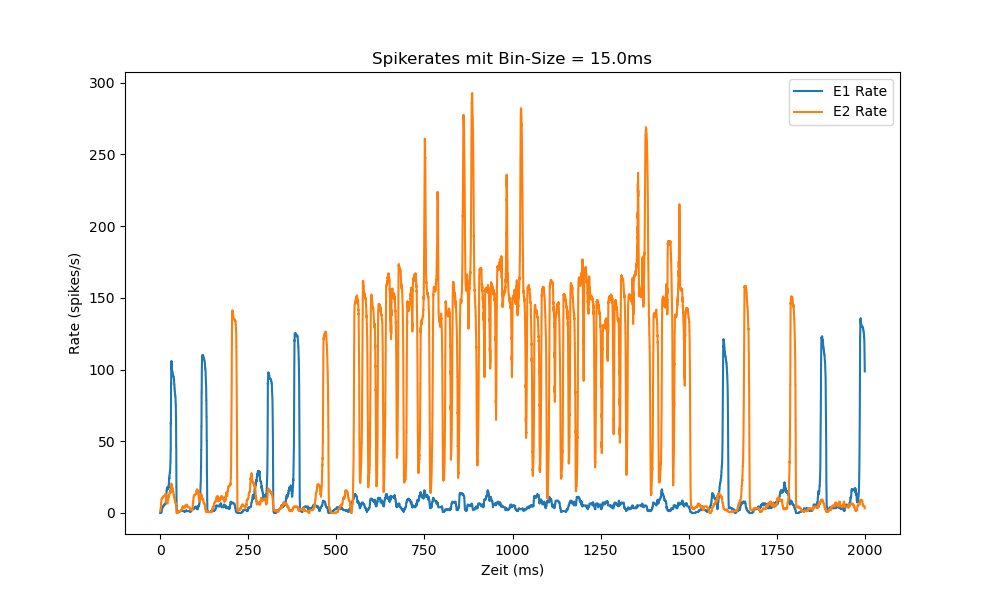 Spikerates mit Bin-Size = 15.0ms
E1 Rate
E2 Rate
300
250
200
150
100
50
0
Rate (spikes/s)
0 250 500 750 1000 1250 1500 1750 2000
Zeit (ms)